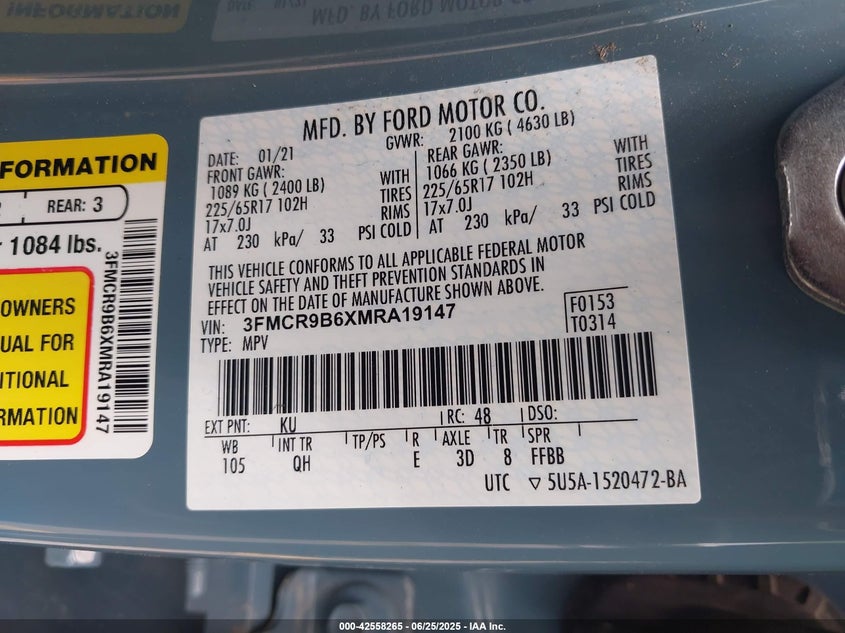 INFORMATION
MFD. BY FORD MOTOR CO
FORMATION
REAR: 3
1084 lbs.
OWNERS
UAL FOR
ITIONAL
RMATION
3FMCR9B6XMRA19147
MFD. BY FORD MOTOR CO.
DATE: 01/21 GVWR: 2100 KG ( 4630 LB)
FRONT GAWR: REAR GAWR:
1089 KG ( 2400 LB) WITH 1066 KG ( 2350 LB) WITH
225/65R17 102H TIRES 225/65R17 102H TIRES
17x7.0J RIMS 17x7.0J RIMS
AT 230 kPa/ 33 PSI COLD AT 230 kPa/ 33 PSI COLD
THIS VEHICLE CONFORMS TO ALL APPLICABLE FEDERAL MOTOR
VEHICLE SAFETY AND THEFT PREVENTION STANDARDS IN
EFFECT ON THE DATE OF MANUFACTURE SHOWN ABOVE.
VIN: 3FMCR9B6XMRA19147 F0153
TYPE: MPV T0314
EXT PNT: KU RC: 48 DSO:
WB INT TR TP/PS R AXLE TR SPR
105 QH E 3D 8 FFBB
UTC ▽ 5U5A-1520472-BA
000-42558265 - 06/25/2025 - IAA Inc.